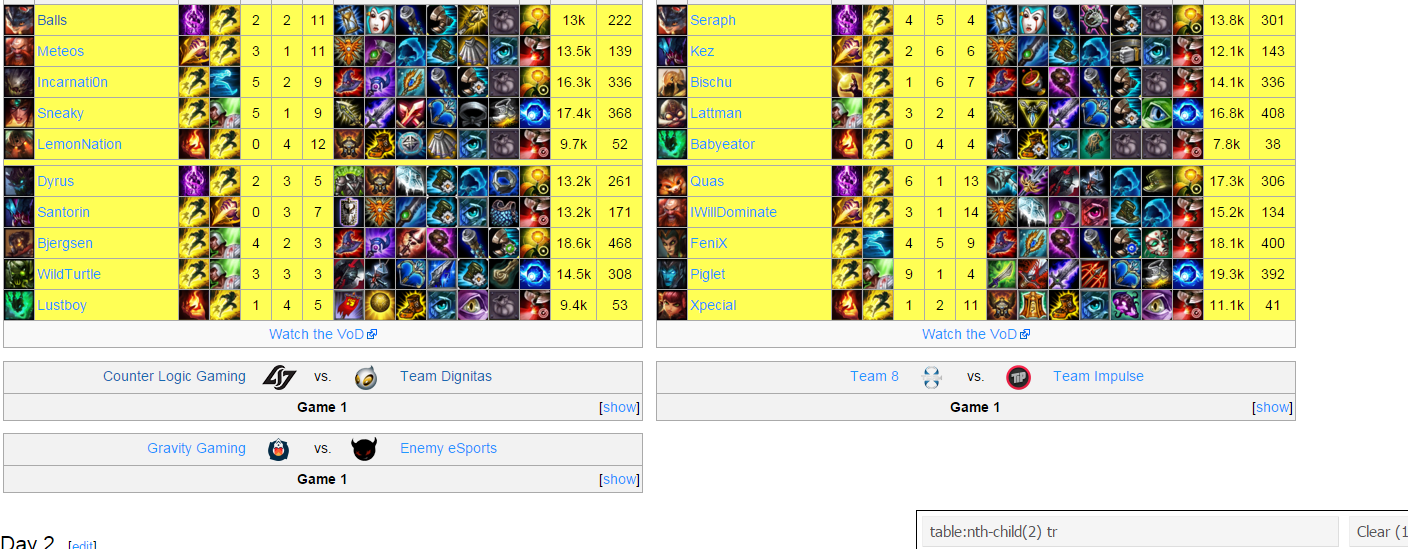 Balls 2 2 11 13k 222
Meteos 3 1 11 13.5k 139
Incarnati0n 5 2 9 16.3k 336
Sneaky 5 1 9 17.4k 368
LemonNation 0 4 12 9.7k 52
Dyrus 2 3 5 13.2k 261
Santorin 0 3 7 13.2k 171
Bjergsen 4 2 3 18.6k 468
WildTurtle 3 3 3 14.5k 308
Lustboy 1 4 5 9.4k 53
Watch the VoD
Counter Logic Gaming vs. Team Dignitas
Game 1 [show]
Gravity Gaming vs. Enemy eSports
Game 1 [show]
Seraph 4 5 4 13.8k 301
Kez 2 6 6 12.1k 143
Bischu 1 6 7 14.1k 336
Lattman 3 2 4 16.8k 408
Babyeator 0 4 4 7.8k 38
Quas 6 1 13 17.3k 306
IWillDominate 3 1 14 15.2k 134
FeniX 4 5 9 18.1k 400
Piglet 9 1 4 19.3k 392
Xpecial 1 2 11 11.1k 41
Watch the VoD
Team 8 vs. TiP Team Impulse
Game 1 [show]
Day 2 [edit]
table:nth-child(2) tr
Clear (1